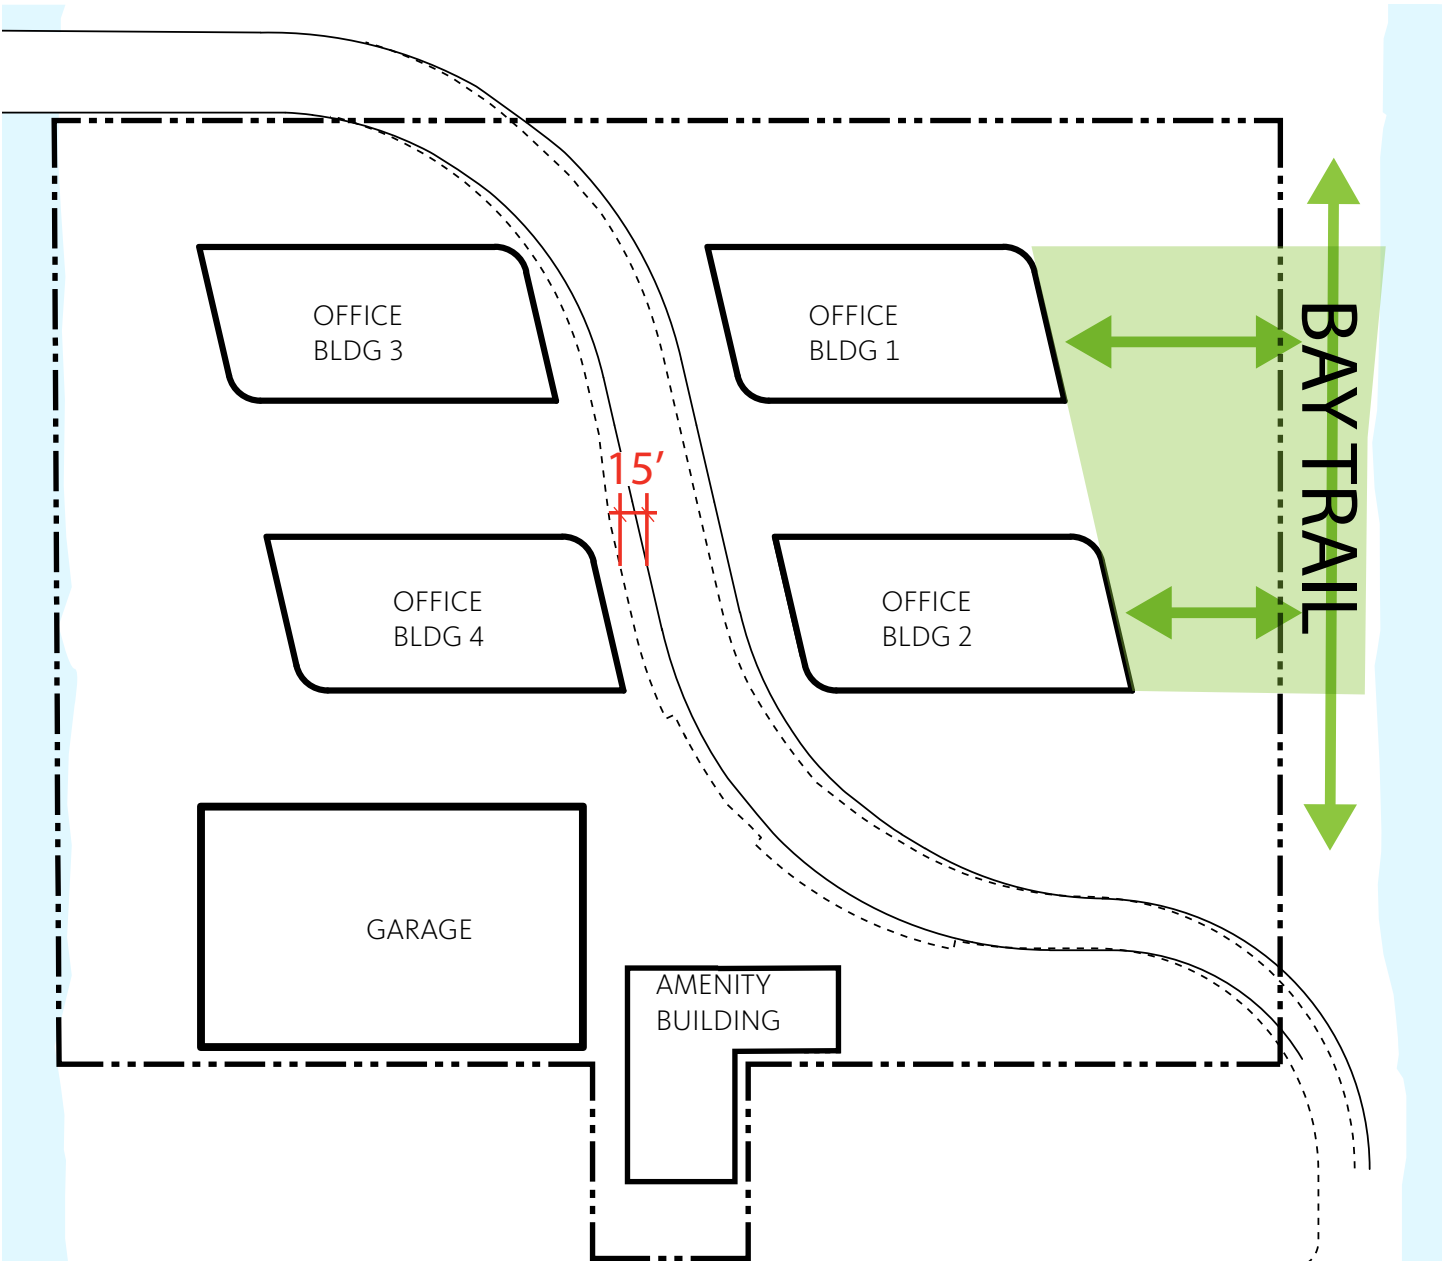 OFFICE
BLDG 3
OFFICE
BLDG 1
BAY TRAIL
15’
OFFICE
BLDG 4
OFFICE
BLDG 2
GARAGE
AMENITY
BUILDING